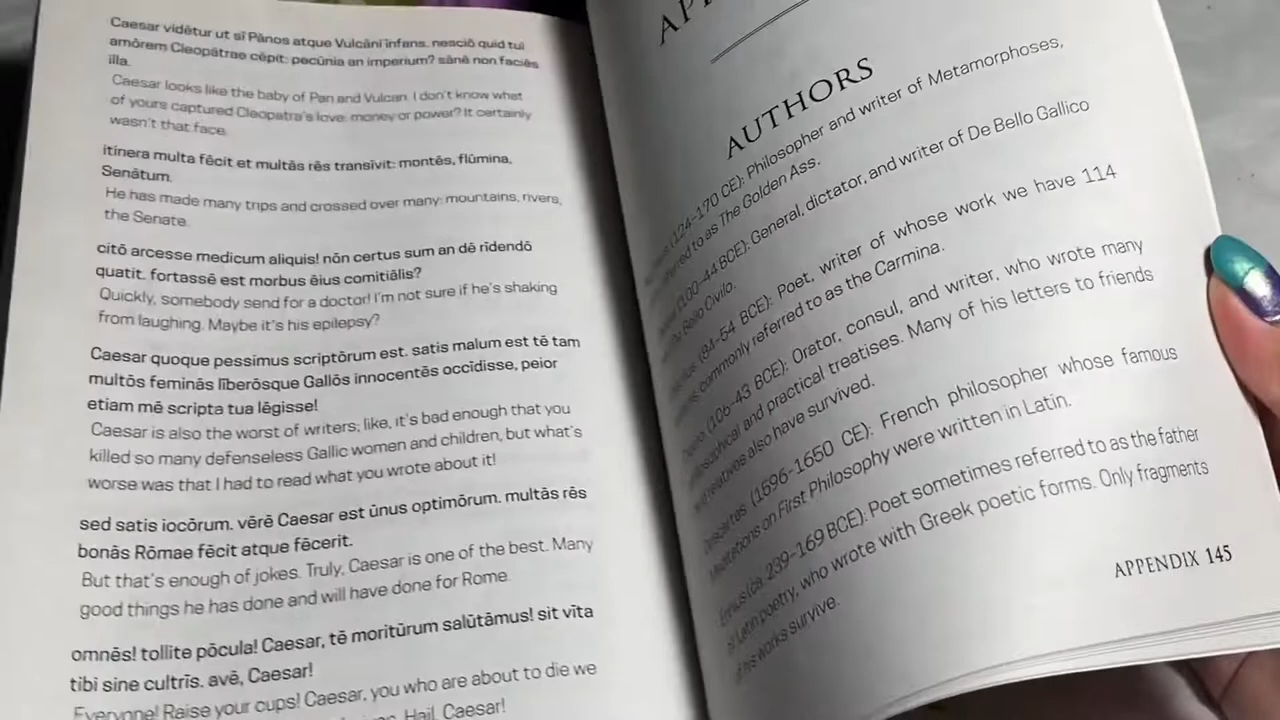 Caesar vidētur ut sī Pānos atque Vulcānī īnfans. nesciō quid tuī
amōrem Cleopātrae cēpit: pecūnia an imperium? sānē non faciēs
illa.
Caesar looks like the baby of Pan and Vulcan. I don't know what
of yours captured Cleopatra's love: money or power? It certainly
wasn't that face.
itinera multa fēcit et multās rēs transīvit: montēs, flūmina,
Senātum.
He has made many trips and crossed over many: mountains, rivers,
the Senate.
citō arcesse medicum aliquis! nōn certus sum an dē rīdendō
quatit. fortassē est morbus ēius comitiālis?
Quickly, somebody send for a doctor! I'm not sure if he's shaking
from laughing. Maybe it's his epilepsy?
Caesar quoque pessimus scriptōrum est. satis malum est tē tam
multōs feminās līberōsque Gallōs innocentēs occīdisse, peior
etiam mē scripta tua lēgisse!
Caesar is also the worst of writers; like, it's bad enough that you
killed so many defenseless Gallic women and children, but what's
worse was that I had to read what you wrote about it!
sed satis iocōrum. vērē Caesar est ūnus optimōrum. multās rēs
bonās Rōmae fēcit atque fēcerit.
But that's enough of jokes. Truly, Caesar is one of the best. Many
good things he has done and will have done for Rome.
omnēs! tollite pōcula! Caesar, tē moritūrum salūtāmus! sit vīta
tibi sine cultrīs. avē, Caesar!
Everyone! Raise your cups! Caesar, you who are about to die we
Hail, Caesar!
AUTHORS
(124–170 CE): Philosopher and writer of Metamorphoses,
referred to as The Golden Ass.
(100–44 BCE): General, dictator, and writer of De Bello Gallico
De Bello Civilo.
(84–54 BCE): Poet, writer of whose work we have 114
commonly referred to as the Carmina.
(106–43 BCE): Orator, consul, and writer, who wrote many
philosophical and practical treatises. Many of his letters to friends
and relatives also have survived.
Descartes (1596–1650 CE): French philosopher whose famous
Meditations on First Philosophy were written in Latin.
Ennius (ca 239–169 BCE): Poet sometimes referred to as the father
of Latin poetry, who wrote with Greek poetic forms. Only fragments
of his works survive.
APPENDIX 145